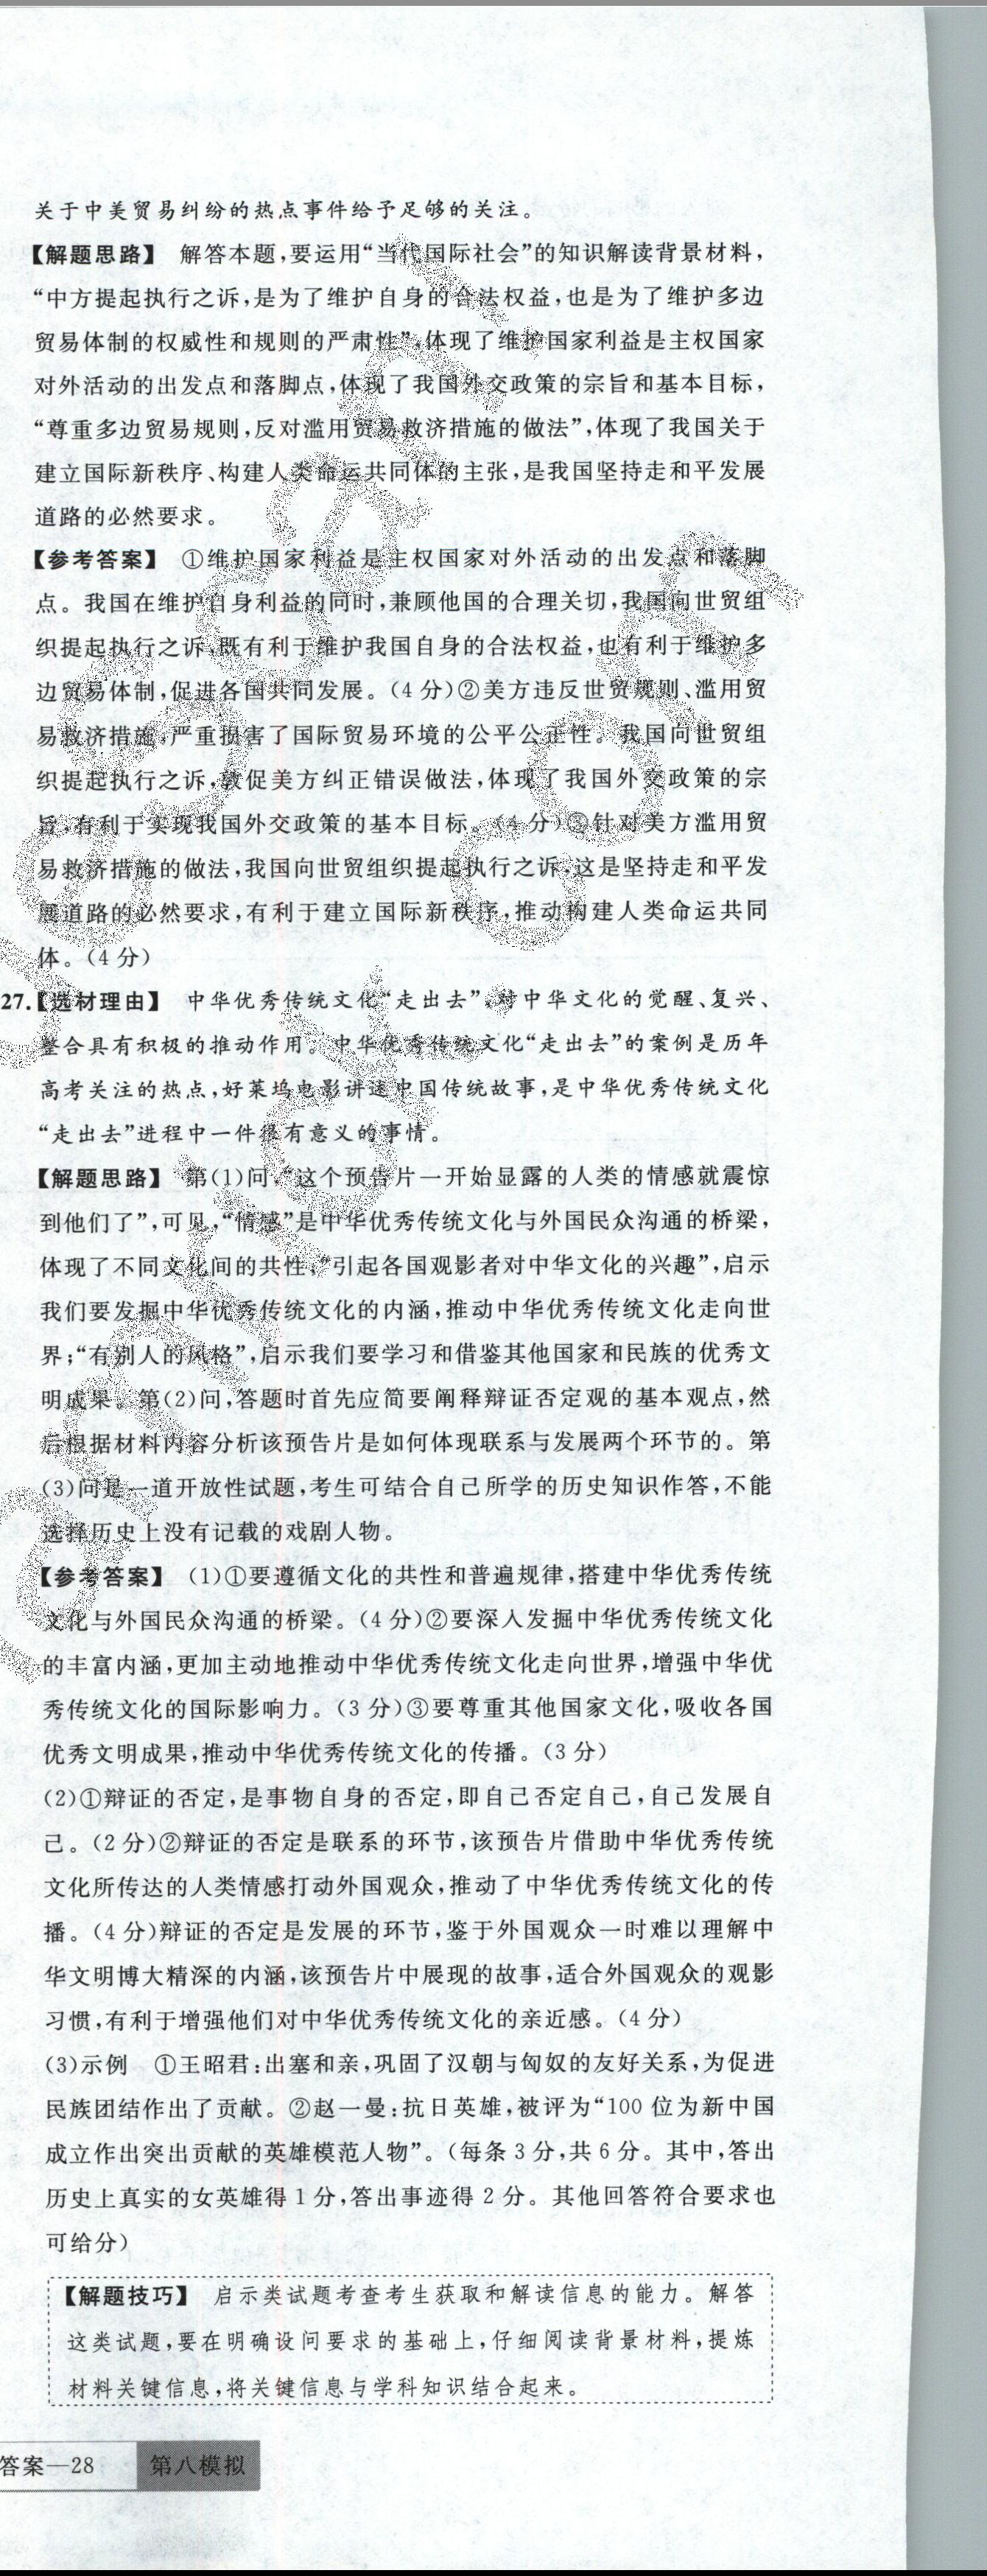 关于中美贸易纠纷的热点事件给予足够的关注。
【解题思路】 解答本题,要运用“当代国际社会”的知识解读背景材料,
“中方提起执行之诉,是为了维护自身的合法权益,也是为了维护多边
贸易体制的权威性和规则的严肃性”,体现了维护国家利益是主权国家
对外活动的出发点和落脚点,体现了我国外交政策的宗旨和基本目标,
“尊重多边贸易规则,反对滥用贸易救济措施的做法”,体现了我国关于
建立国际新秩序、构建人类命运共同体的主张,是我国坚持走和平发展
道路的必然要求。
【参考答案】 ①维护国家利益是主权国家对外活动的出发点和落脚
点。我国在维护自身利益的同时,兼顾他国的合理关切,我国向世贸组
织提起执行之诉,既有利于维护我国自身的合法权益,也有利于维护多
边贸易体制,促进各国共同发展。(4 分)②美方违反世贸规则、滥用贸
易救济措施,严重损害了国际贸易环境的公平公正性。我国向世贸组
织提起执行之诉,敦促美方纠正错误做法,体现了我国外交政策的宗
旨,有利于实现我国外交政策的基本目标。(4 分)③针对美方滥用贸
易救济措施的做法,我国向世贸组织提起执行之诉,这是坚持走和平发
展道路的必然要求,有利于建立国际新秩序,推动构建人类命运共同
体。(4 分)
27.【选材理由】 中华优秀传统文化“走出去”,对中华文化的觉醒、复兴、
整合具有积极的推动作用。中华优秀传统文化“走出去”的案例是历年
高考关注的热点,好莱坞电影讲述中国传统故事,是中华优秀传统文化
“走出去”进程中一件很有意义的事情。
【解题思路】 第(1)问,“这个预告片一开始显露的人类的情感就震惊
到他们了”,可见,“情感”是中华优秀传统文化与外国民众沟通的桥梁,
体现了不同文化间的共性;“引起各国观影者对中华文化的兴趣”,启示
我们要发掘中华优秀传统文化的内涵,推动中华优秀传统文化走向世
界;“有别人的风格”,启示我们要学习和借鉴其他国家和民族的优秀文
明成果。第(2)问,答题时首先应简要阐释辩证否定观的基本观点,然
后根据材料内容分析该预告片是如何体现联系与发展两个环节的。第
(3)问是一道开放性试题,考生可结合自己所学的历史知识作答,不能
选择历史上没有记载的戏剧人物。
【参考答案】 (1)①要遵循文化的共性和普遍规律,搭建中华优秀传统
文化与外国民众沟通的桥梁。(4 分)②要深入发掘中华优秀传统文化
的丰富内涵,更加主动地推动中华优秀传统文化走向世界,增强中华优
秀传统文化的国际影响力。(3 分)③要尊重其他国家文化,吸收各国
优秀文明成果,推动中华优秀传统文化的传播。(3 分)
(2)①辩证的否定,是事物自身的否定,即自己否定自己,自己发展自
己。(2 分)②辩证的否定是联系的环节,该预告片借助中华优秀传统
文化所传达的人类情感打动外国观众,推动了中华优秀传统文化的传
播。(4 分)辩证的否定是发展的环节,鉴于外国观众一时难以理解中
华文明博大精深的内涵,该预告片中展现的故事,适合外国观众的观影
习惯,有利于增强他们对中华优秀传统文化的亲近感。(4 分)
(3)示例 ①王昭君:出塞和亲,巩固了汉朝与匈奴的友好关系,为促进
民族团结作出了贡献。②赵一曼:抗日英雄,被评为“100 位为新中国
成立作出突出贡献的英雄模范人物”。(每条 3 分,共 6 分。其中,答出
历史上真实的女英雄得 1 分,答出事迹得 2 分。其他回答符合要求也
可给分)
【解题技巧】 启示类试题考查考生获取和解读信息的能力。解答
这类试题,要在明确设问要求的基础上,仔细阅读背景材料,提炼
材料关键信息,将关键信息与学科知识结合起来。
答案—28 第八模拟